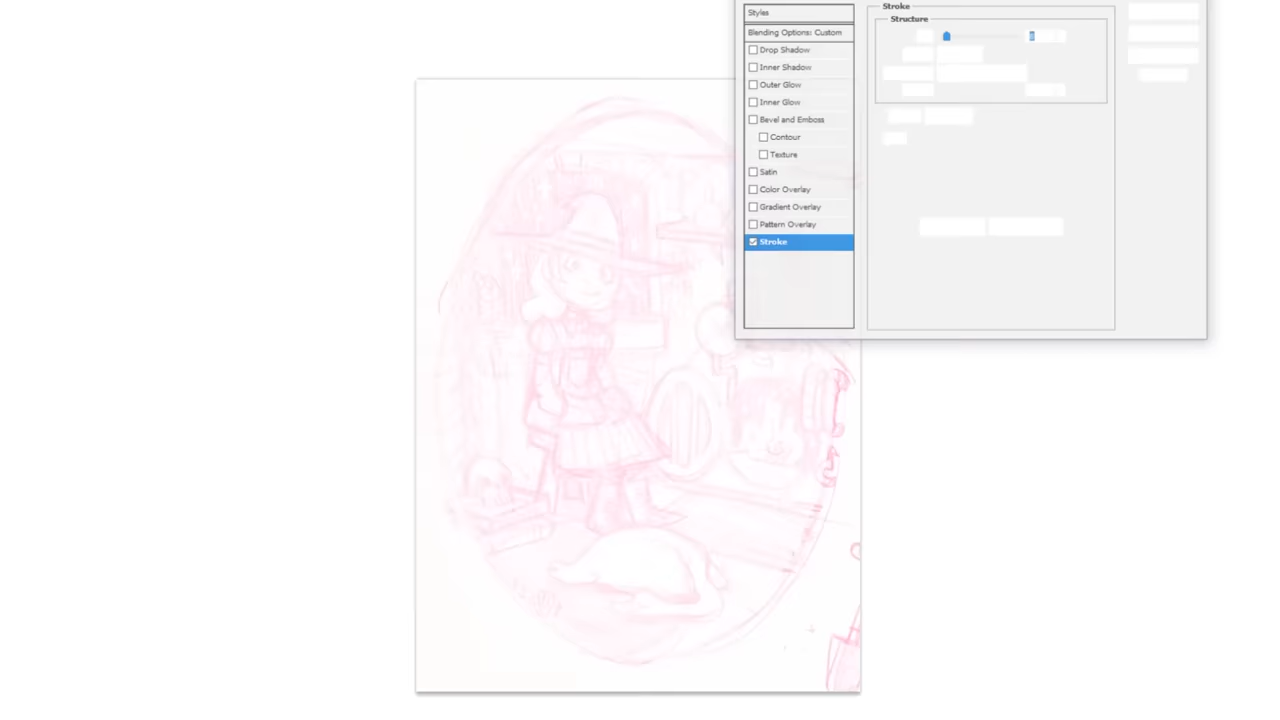 Styles
Blending Options: Custom
Drop Shadow
Inner Shadow
Outer Glow
Inner Glow
Bevel and Emboss
Contour
Texture
Satin
Color Overlay
Gradient Overlay
Pattern Overlay
Stroke
Stroke
Structure